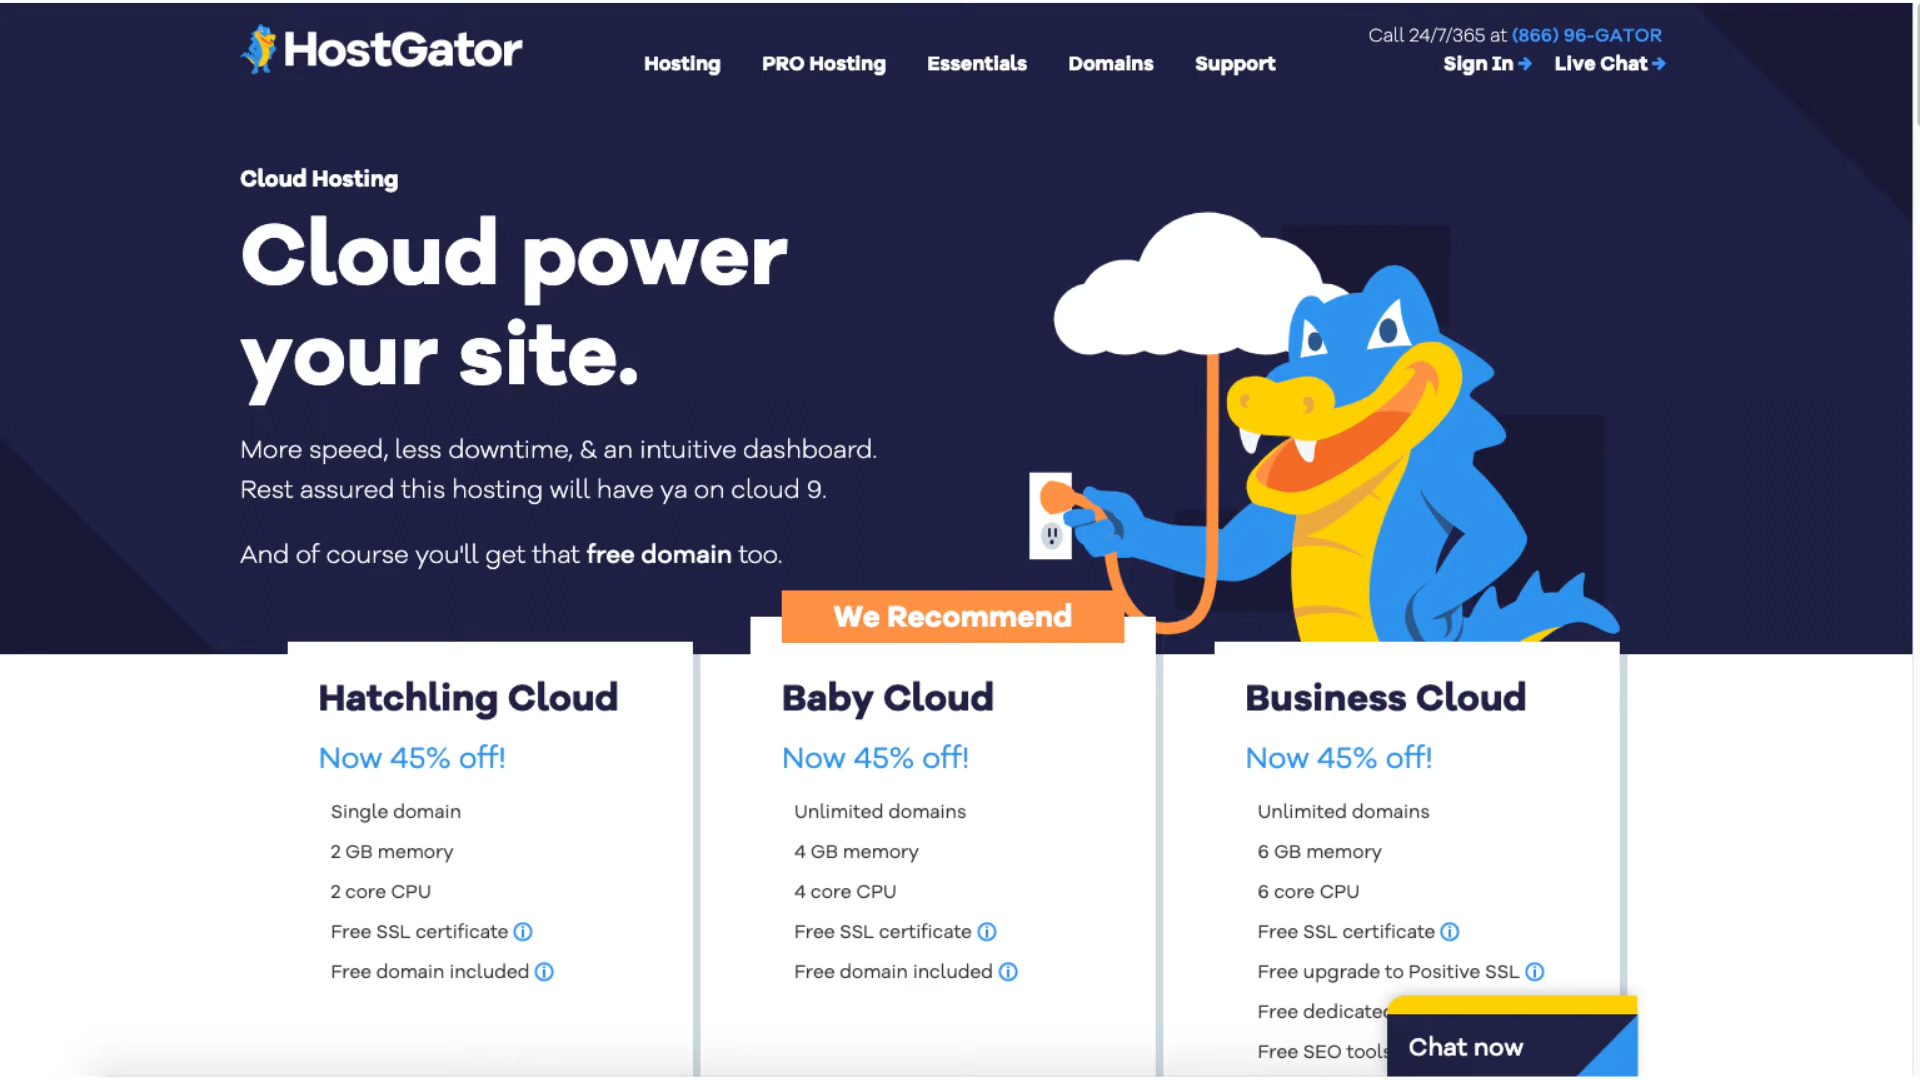 HostGator
Hosting
PRO Hosting
Essentials
Domains
Support
Call 24/7/365 at (866) 96-GATOR
Sign In
Live Chat
Cloud Hosting
Cloud power
your site.
More speed, less downtime, & an intuitive dashboard.
Rest assured this hosting will have ya on cloud 9.
And of course you'll get that free domain too.
Hatchling Cloud
Now 45% off!
Single domain
2 GB memory
2 core CPU
Free SSL certificate
Free domain included
We Recommend
Baby Cloud
Now 45% off!
Unlimited domains
4 GB memory
4 core CPU
Free SSL certificate
Free domain included
Business Cloud
Now 45% off!
Unlimited domains
6 GB memory
6 core CPU
Free SSL certificate
Free upgrade to Positive SSL
Free dedicated
Free SEO tools
Chat now